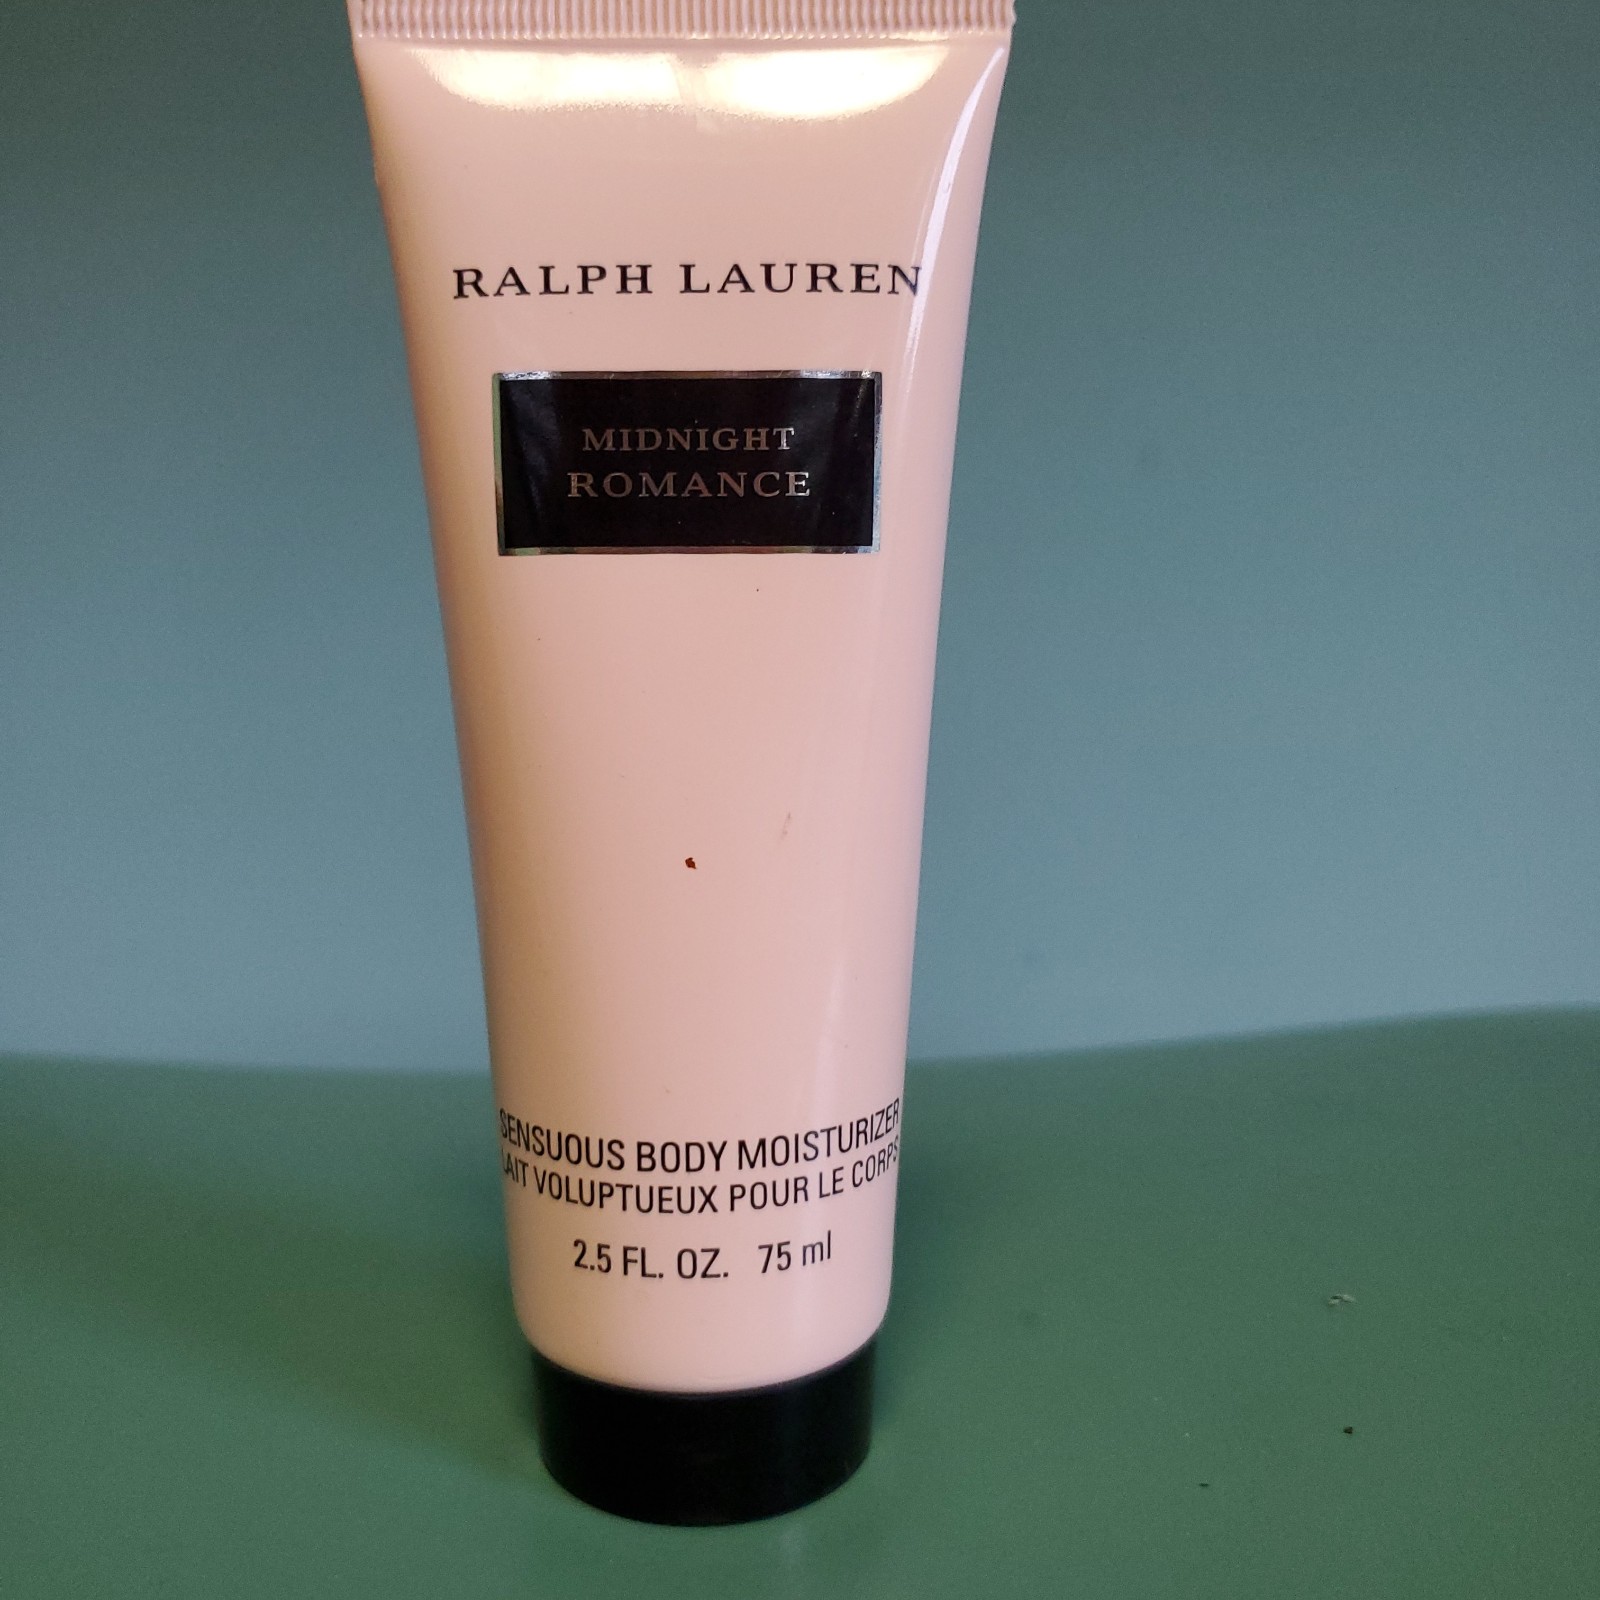 RALPH LAUREN
MIDNIGHT
ROMANCE
SENSUOUS BODY MOISTURIZER
LAIT VOLUPTUEUX POUR LE CORPS
2.5 FL. OZ. 75 ml